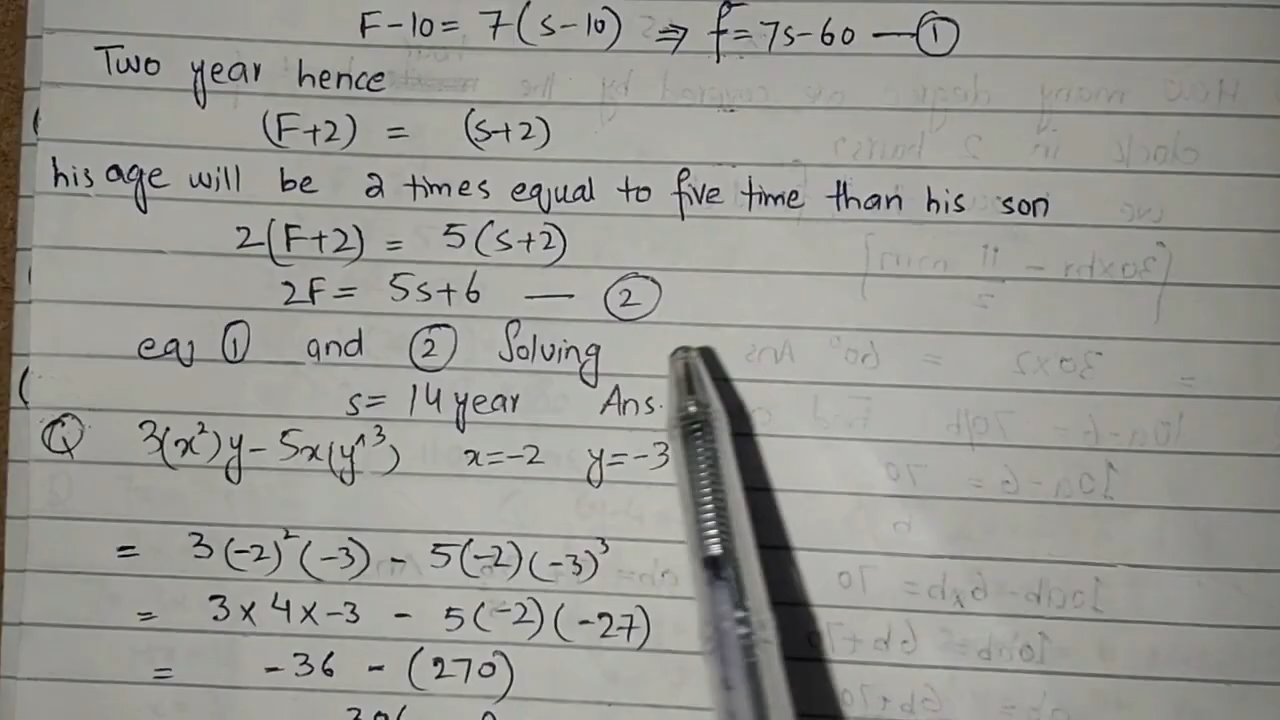 F-10= 7(s-10) ⇒ f=7s-60 —①
Two year hence
(F+2) = (s+2)
his age will be 2 times equal to five time than his son
2(F+2) = 5(s+2)
2F= 5s+6 — ②
eq ① and ② Solving
s= 14 year Ans.
Q 3(x²)y-5x(y^3) x=-2 y=-3
= 3(-2)²(-3) - 5(-2)(-3)³
= 3×4×-3 - 5(-2)(-27)
= -36 - (270)